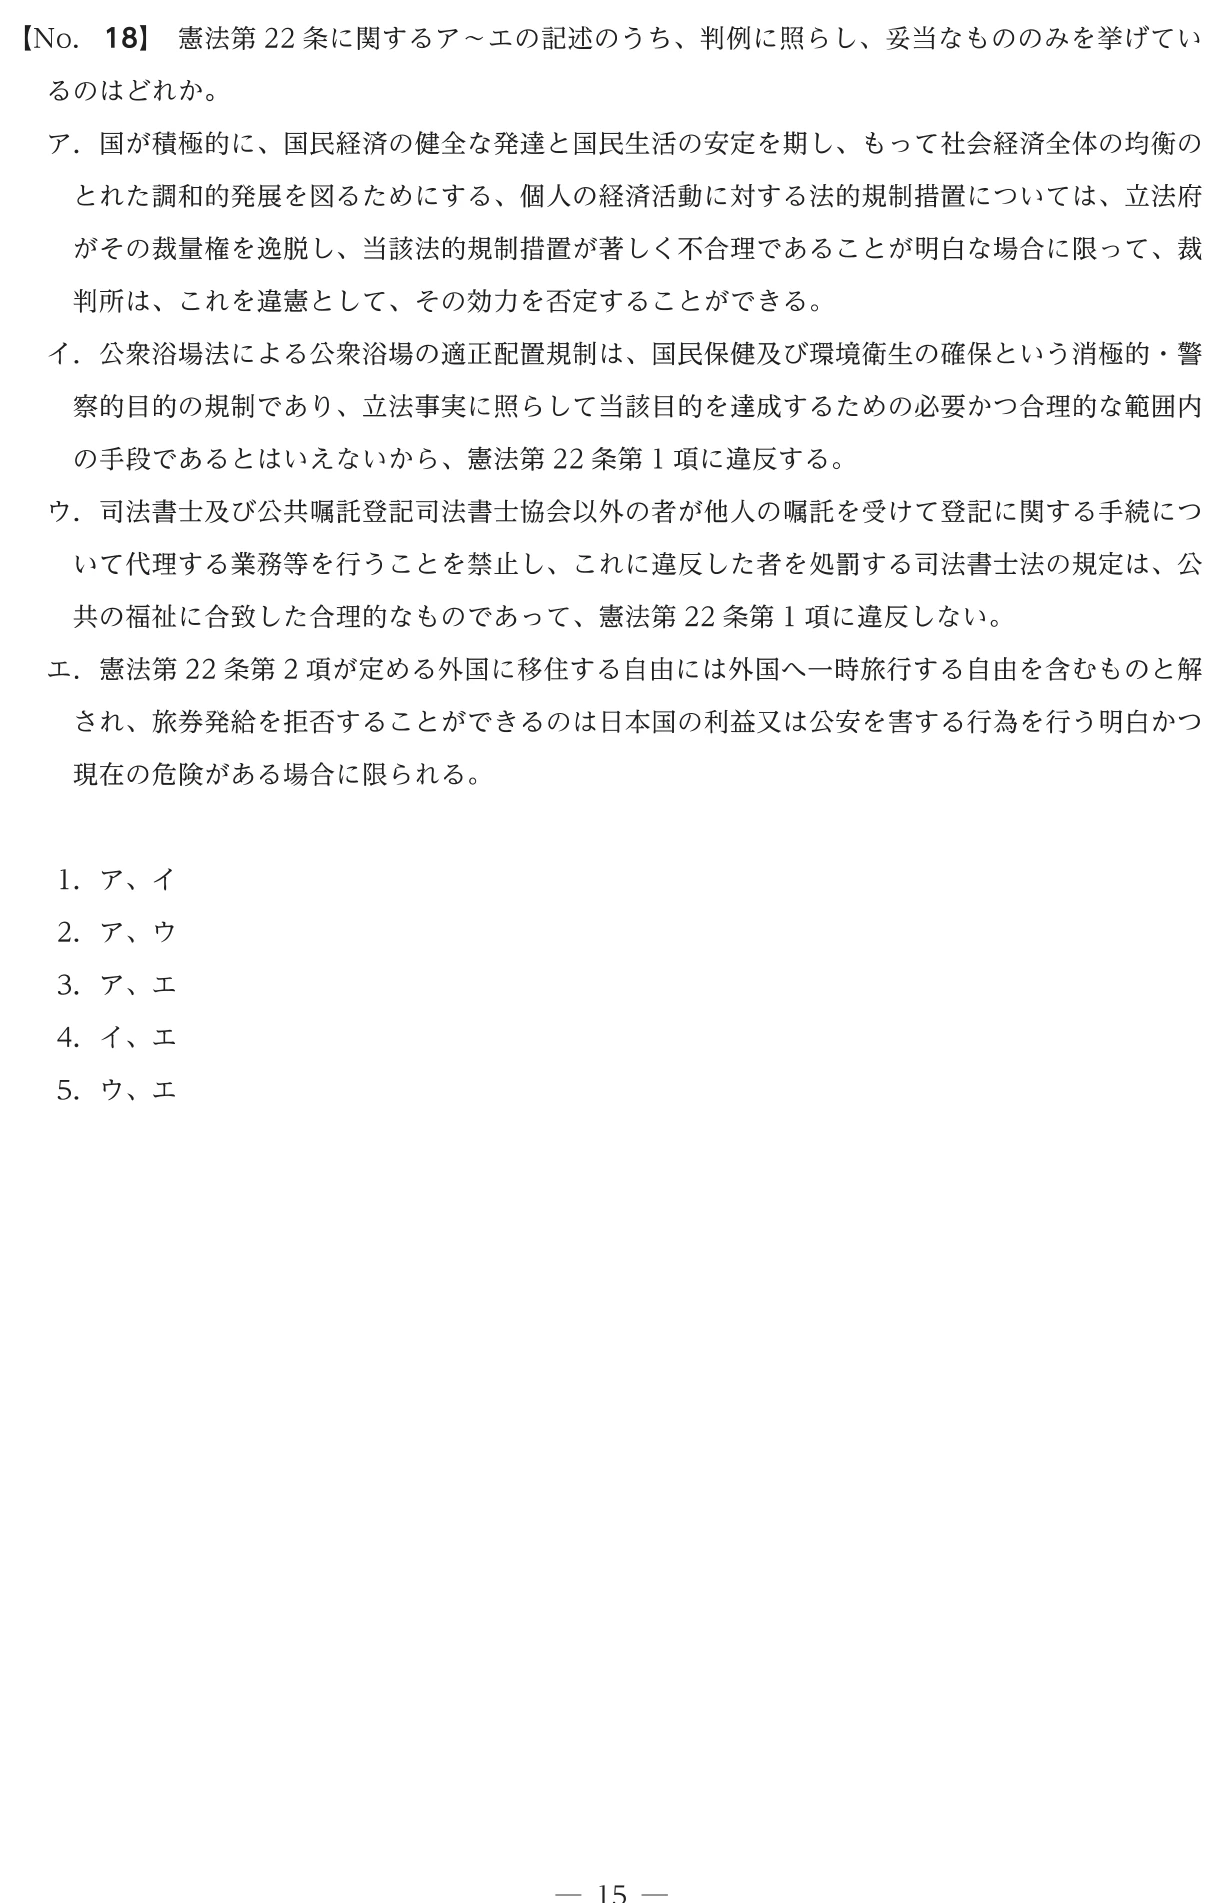 【No. 18】 憲法第 22 条に関するア～エの記述のうち、判例に照らし、妥当なもののみを挙げてい
るのはどれか。
ア．国が積極的に、国民経済の健全な発達と国民生活の安定を期し、もって社会経済全体の均衡の
とれた調和的発展を図るためにする、個人の経済活動に対する法的規制措置については、立法府
がその裁量権を逸脱し、当該法的規制措置が著しく不合理であることが明白な場合に限って、裁
判所は、これを違憲として、その効力を否定することができる。
イ．公衆浴場法による公衆浴場の適正配置規制は、国民保健及び環境衛生の確保という消極的・警
察的目的の規制であり、立法事実に照らして当該目的を達成するための必要かつ合理的な範囲内
の手段であるとはいえないから、憲法第 22 条第 1 項に違反する。
ウ．司法書士及び公共嘱託登記司法書士協会以外の者が他人の嘱託を受けて登記に関する手続につ
いて代理する業務等を行うことを禁止し、これに違反した者を処罰する司法書士法の規定は、公
共の福祉に合致した合理的なものであって、憲法第 22 条第 1 項に違反しない。
エ．憲法第 22 条第 2 項が定める外国に移住する自由には外国へ一時旅行する自由を含むものと解
され、旅券発給を拒否することができるのは日本国の利益又は公安を害する行為を行う明白かつ
現在の危険がある場合に限られる。
1．ア、イ
2．ア、ウ
3．ア、エ
4．イ、エ
5．ウ、エ
― 15 ―